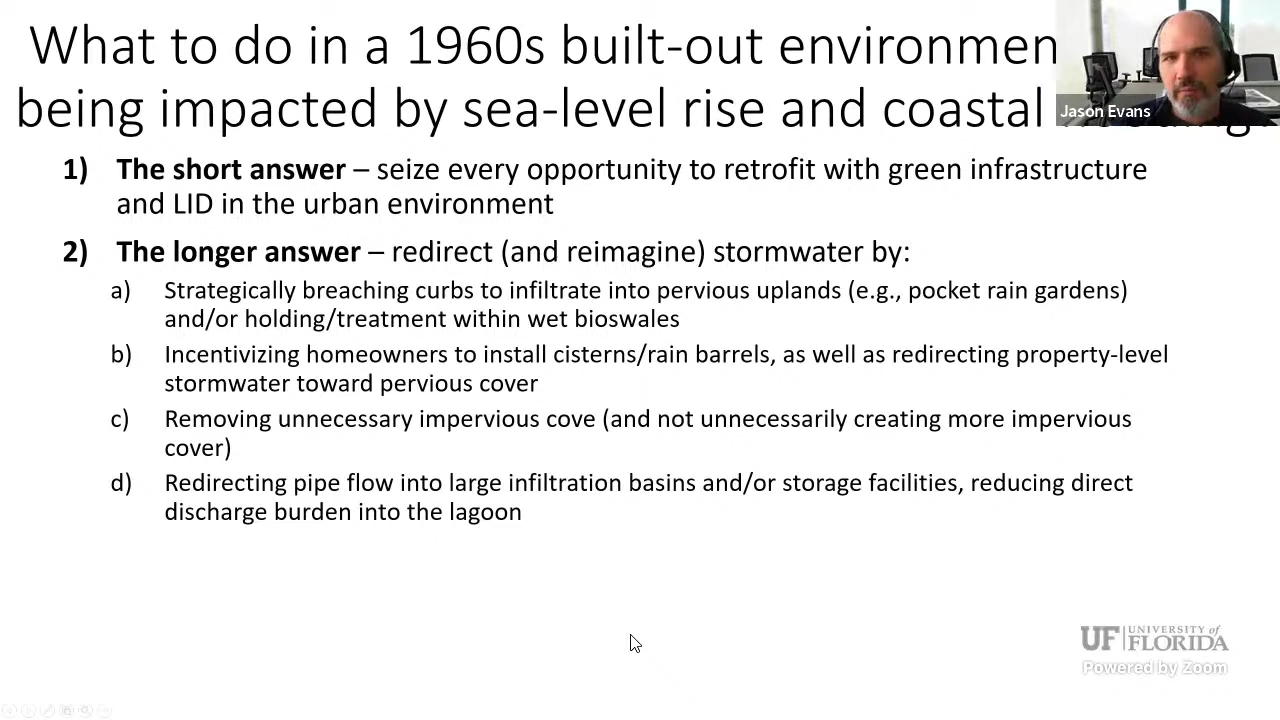 What to do in a 1960s built-out environmen
being impacted by sea-level rise and coastal
Jason Evans
1) The short answer – seize every opportunity to retrofit with green infrastructure
and LID in the urban environment
2) The longer answer – redirect (and reimagine) stormwater by:
a) Strategically breaching curbs to infiltrate into pervious uplands (e.g., pocket rain gardens)
and/or holding/treatment within wet bioswales
b) Incentivizing homeowners to install cisterns/rain barrels, as well as redirecting property-level
stormwater toward pervious cover
c) Removing unnecessary impervious cove (and not unnecessarily creating more impervious
cover)
d) Redirecting pipe flow into large infiltration basins and/or storage facilities, reducing direct
discharge burden into the lagoon
UF UNIVERSITY of
FLORIDA
Powered by Zoom